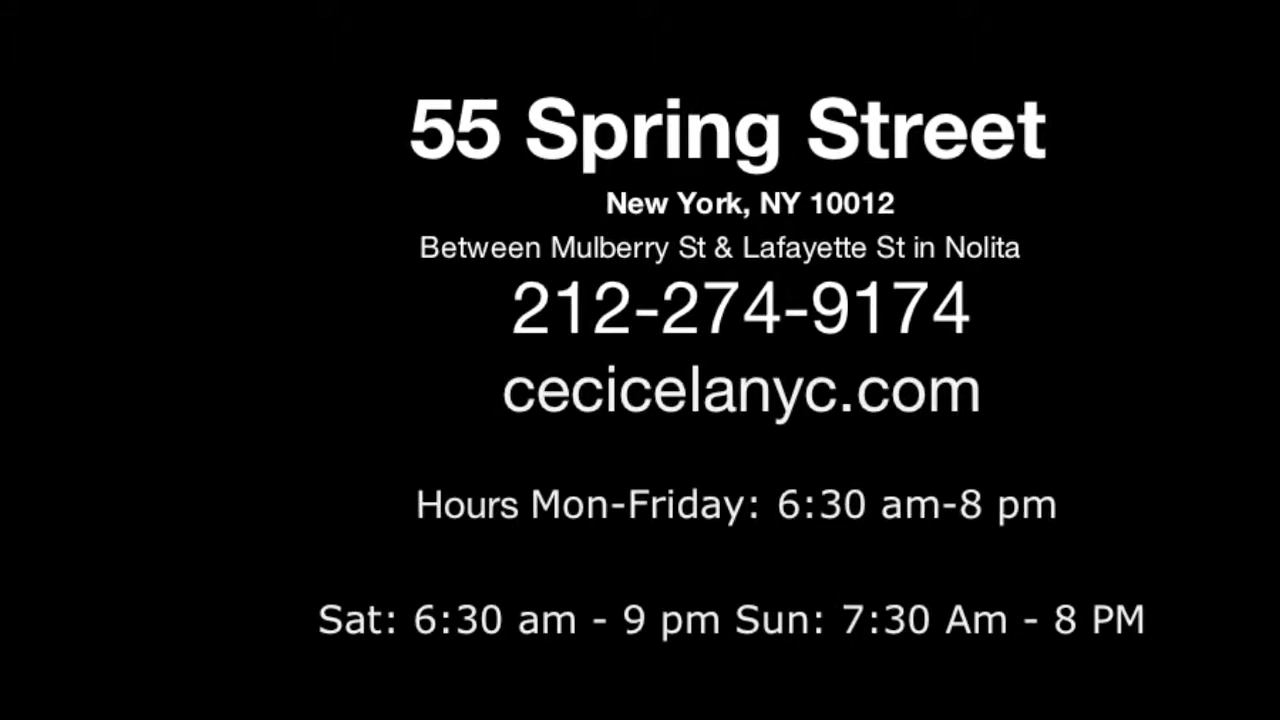 55 Spring Street
New York, NY 10012
Between Mulberry St & Lafayette St in Nolita
212-274-9174
cecicelanyc.com
Hours Mon-Friday: 6:30 am-8 pm
Sat: 6:30 am - 9 pm Sun: 7:30 Am - 8 PM